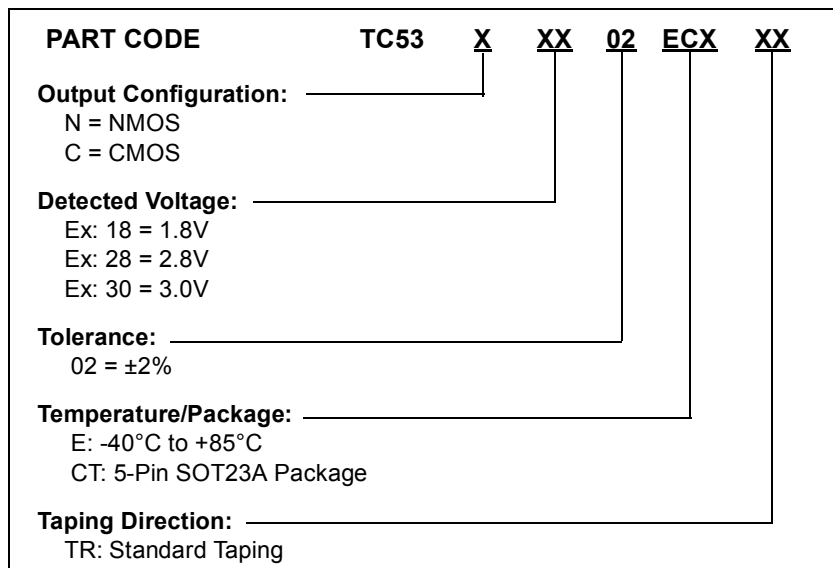 PART CODE TC53 X XX 02 ECX XX
Output Configuration:
N = NMOS
C = CMOS
Detected Voltage:
Ex: 18 = 1.8V
Ex: 28 = 2.8V
Ex: 30 = 3.0V
Tolerance:
02 = ±2%
Temperature/Package:
E: -40°C to +85°C
CT: 5-Pin SOT23A Package
Taping Direction:
TR: Standard Taping